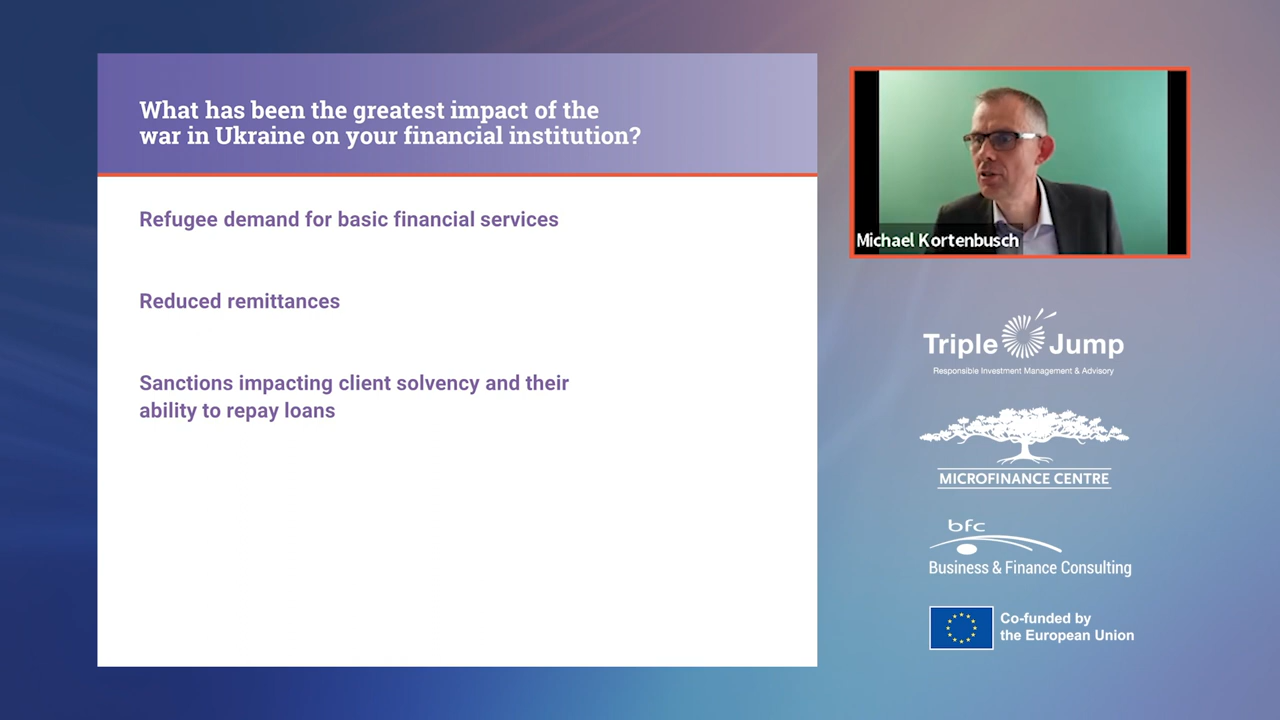 What has been the greatest impact of the
war in Ukraine on your financial institution?
Refugee demand for basic financial services
Reduced remittances
Sanctions impacting client solvency and their
ability to repay loans
Michael Kortenbusch
Triple Jump
Responsible Investment Management & Advisory
MICROFINANCE CENTRE
bfc
Business & Finance Consulting
Co-funded by
the European Union